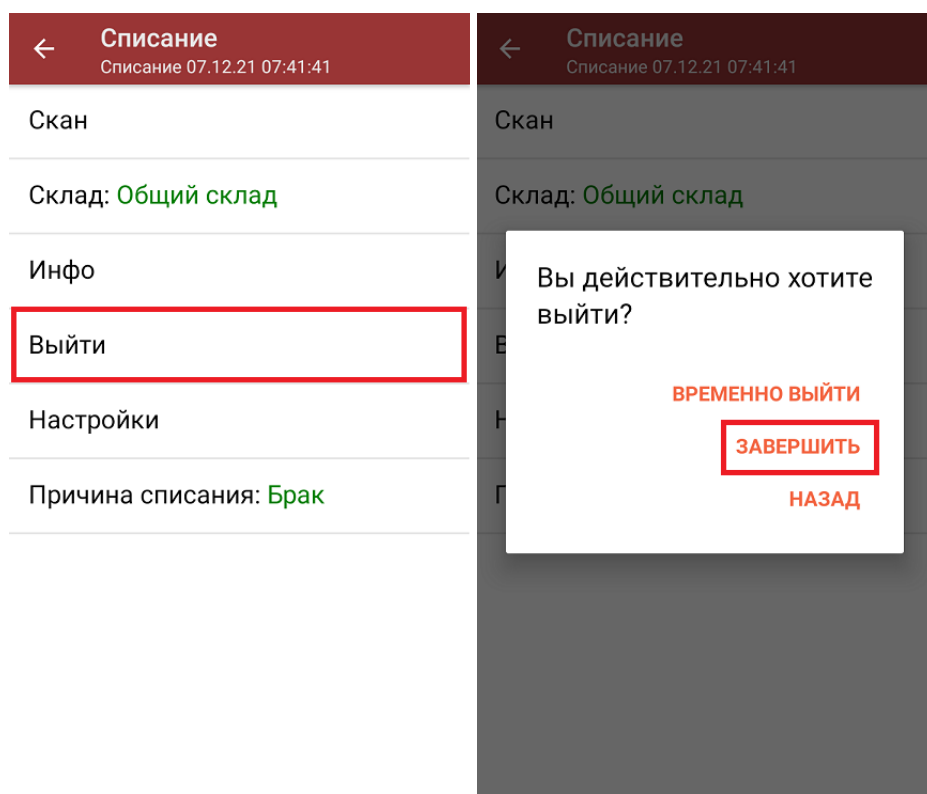 Списание
Списание 07.12.21 07:41:41
Скан
Склад: Общий склад
Инфо
Выйти
Настройки
Причина списания: Брак
Списание
Списание 07.12.21 07:41:41
Скан
Склад: Общий склад
Вы действительно хотите
выйти?
ВРЕМЕННО ВЫЙТИ
ЗАВЕРШИТЬ
НАЗАД